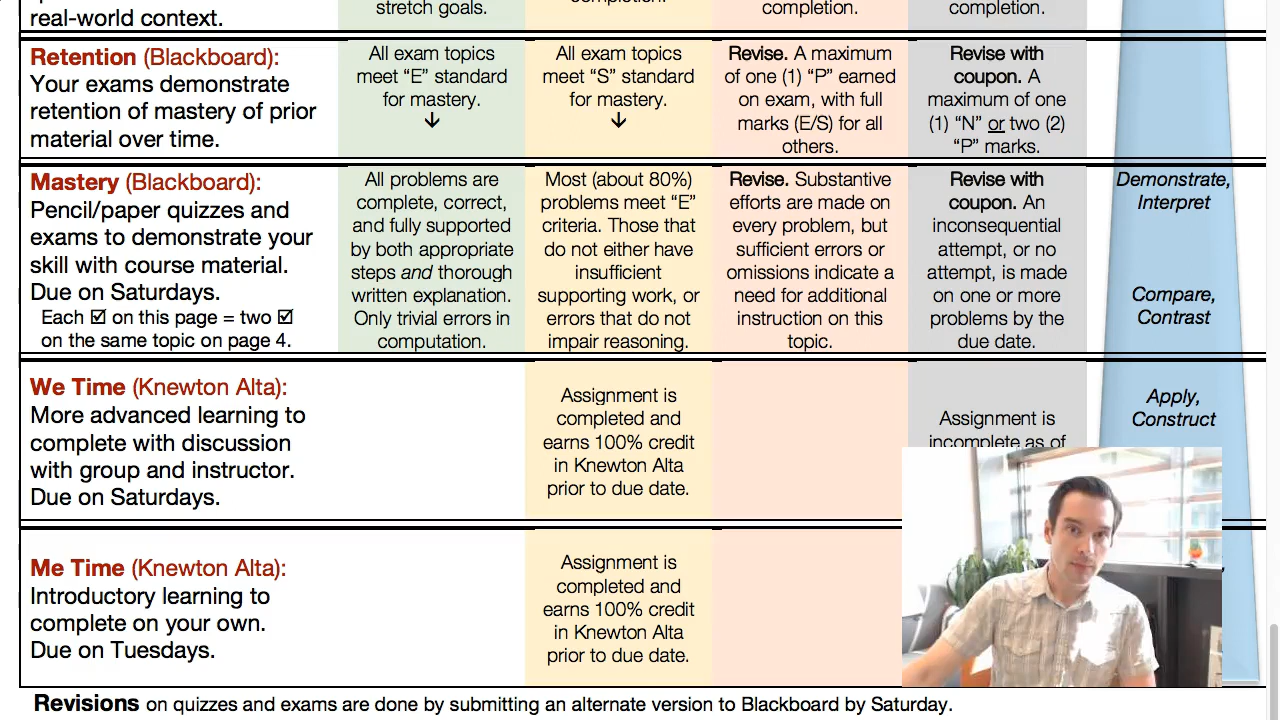 real-world context.
stretch goals.
completion.
completion.
Retention (Blackboard):
Your exams demonstrate
retention of mastery of prior
material over time.
All exam topics
meet “E” standard
for mastery.
↓
All exam topics
meet “S” standard
for mastery.
↓
Revise. A maximum
of one (1) “P” earned
on exam, with full
marks (E/S) for all
others.
Revise with
coupon. A
maximum of one
(1) “N” or two (2)
“P” marks.
Mastery (Blackboard):
Pencil/paper quizzes and
exams to demonstrate your
skill with course material.
Due on Saturdays.
Each ☑ on this page = two ☑
on the same topic on page 4.
All problems are
complete, correct,
and fully supported
by both appropriate
steps and thorough
written explanation.
Only trivial errors in
computation.
Most (about 80%)
problems meet “E”
criteria. Those that
do not either have
insufficient
supporting work, or
errors that do not
impair reasoning.
Revise. Substantive
efforts are made on
every problem, but
sufficient errors or
omissions indicate a
need for additional
instruction on this
topic.
Revise with
coupon. An
inconsequential
attempt, or no
attempt, is made
on one or more
problems by the
due date.
Demonstrate,
Interpret
Compare,
Contrast
We Time (Knewton Alta):
More advanced learning to
complete with discussion
with group and instructor.
Due on Saturdays.
Assignment is
completed and
earns 100% credit
in Knewton Alta
prior to due date.
Assignment is
incomplete as of
Apply,
Construct
Me Time (Knewton Alta):
Introductory learning to
complete on your own.
Due on Tuesdays.
Assignment is
completed and
earns 100% credit
in Knewton Alta
prior to due date.
Revisions on quizzes and exams are done by submitting an alternate version to Blackboard by Saturday.